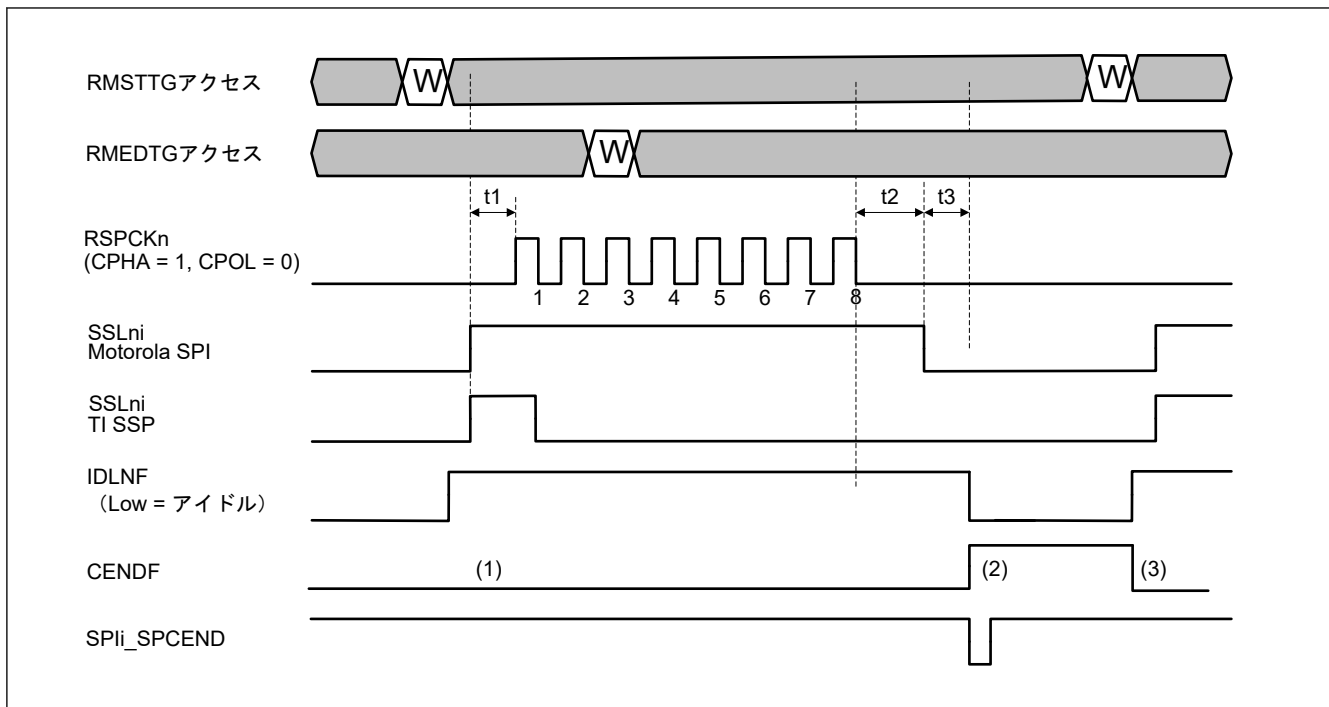 RMSTTGアクセス W W
RMEDTGアクセス W
t1 t2 t3
RSPCKn
(CPHA = 1, CPOL = 0)
1 2 3 4 5 6 7 8
SSLni
Motorola SPI
SSLni
TI SSP
IDLNF
（Low = アイドル）
CENDF (1) (2) (3)
SPIi_SPCEND